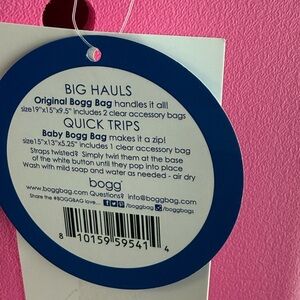 BIG HAULS
Original Bogg Bag handles it all!
size19"x15"x9.5" includes 2 clear accessory bags
QUICK TRIPS
Baby Bogg Bag makes it a zip!
size15"x13"x5.25" includes 1 clear accessory bag
Straps twisted? Simply twirl them at the base
of the white button until they pop into place
Wash with mild soap and water as needed - air dry
bogg®
www.boggbag.com Questions? info@boggbag.com
Share the #BOGGBAG love... /boggbag /boggbags
8 10159 59541 4